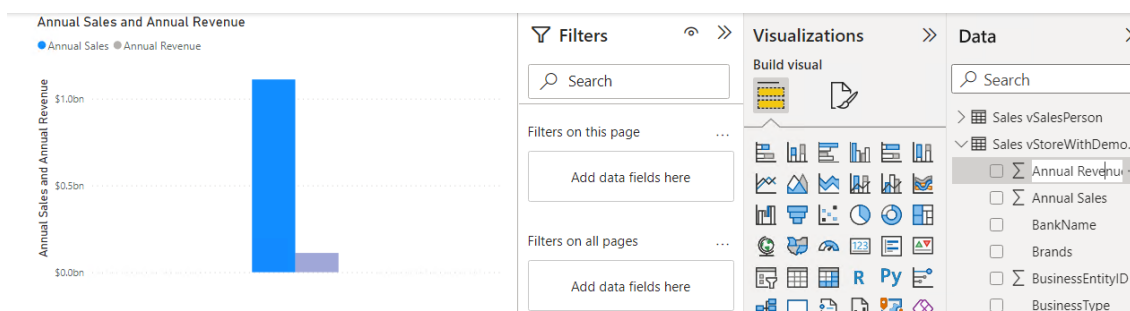 Annual Sales and Annual Revenue
Annual Sales Annual Revenue
Annual Sales and Annual Revenue
$1.0bn
$0.5bn
$0.0bn
Filters
Search
Filters on this page
...
Add data fields here
Filters on all pages
...
Add data fields here
Visualizations
Build visual
123
R Py
Data
Search
Sales vSalesPerson
Sales vStoreWithDemo...
Annual Revenu
Annual Sales
BankName
Brands
BusinessEntityID
BusinessType